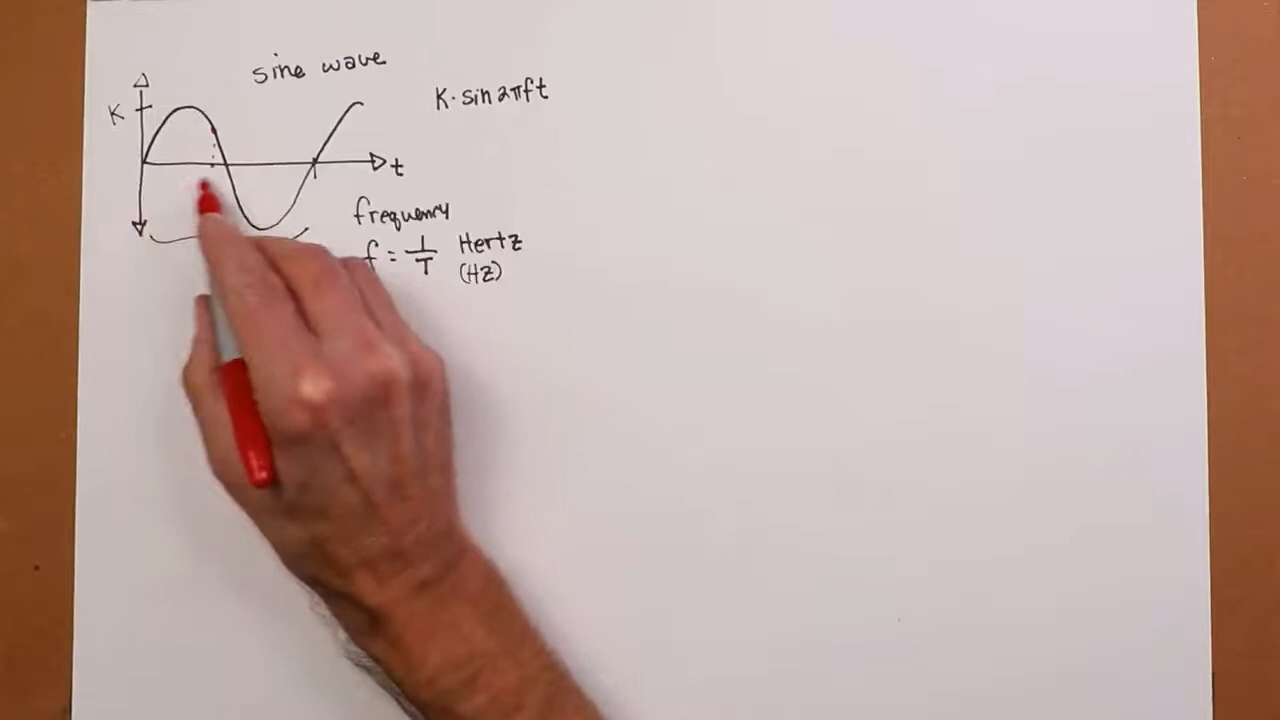 sine wave
K
K·sin2πft
t
frequency
f = 1/T Hertz
(HZ)